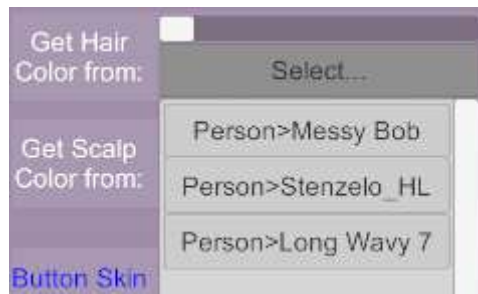 Get Hair
Color from:
Select...
Get Scalp
Color from:
Person>Messy Bob
Person>Stenzelo_HL
Person>Long Wavy 7
Button Skin